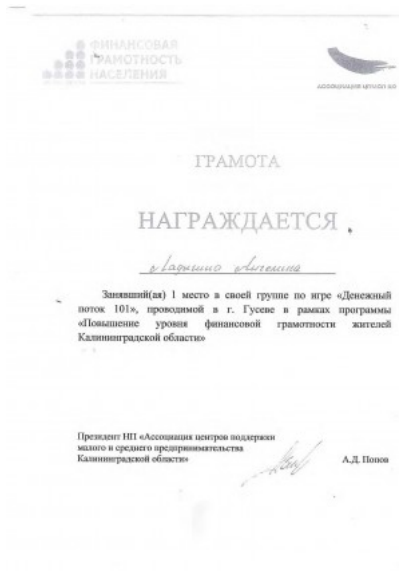 ФИНАНСОВАЯ
ГРАМОТНОСТЬ
НАСЕЛЕНИЯ
ГРАМОТА
НАГРАЖДАЕТСЯ
Ангелина
Занявший(ая) 1 место в своей группе по игре «Денежный
поток 101», проводимой в г. Гусеве в рамках программы
«Повышение уровня финансовой грамотности жителей
Калининградской области»
Президент НП «Ассоциация центров поддержки
малого и среднего предпринимательства
Калининградской области»
А.Д. Попов